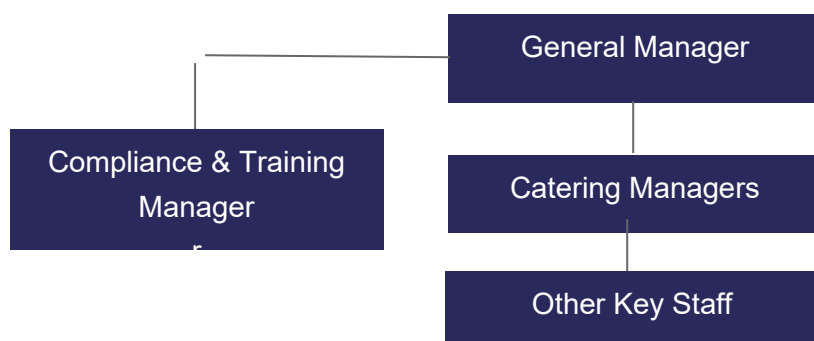 General Manager
Compliance & Training
Manager
r
Catering Managers
Other Key Staff